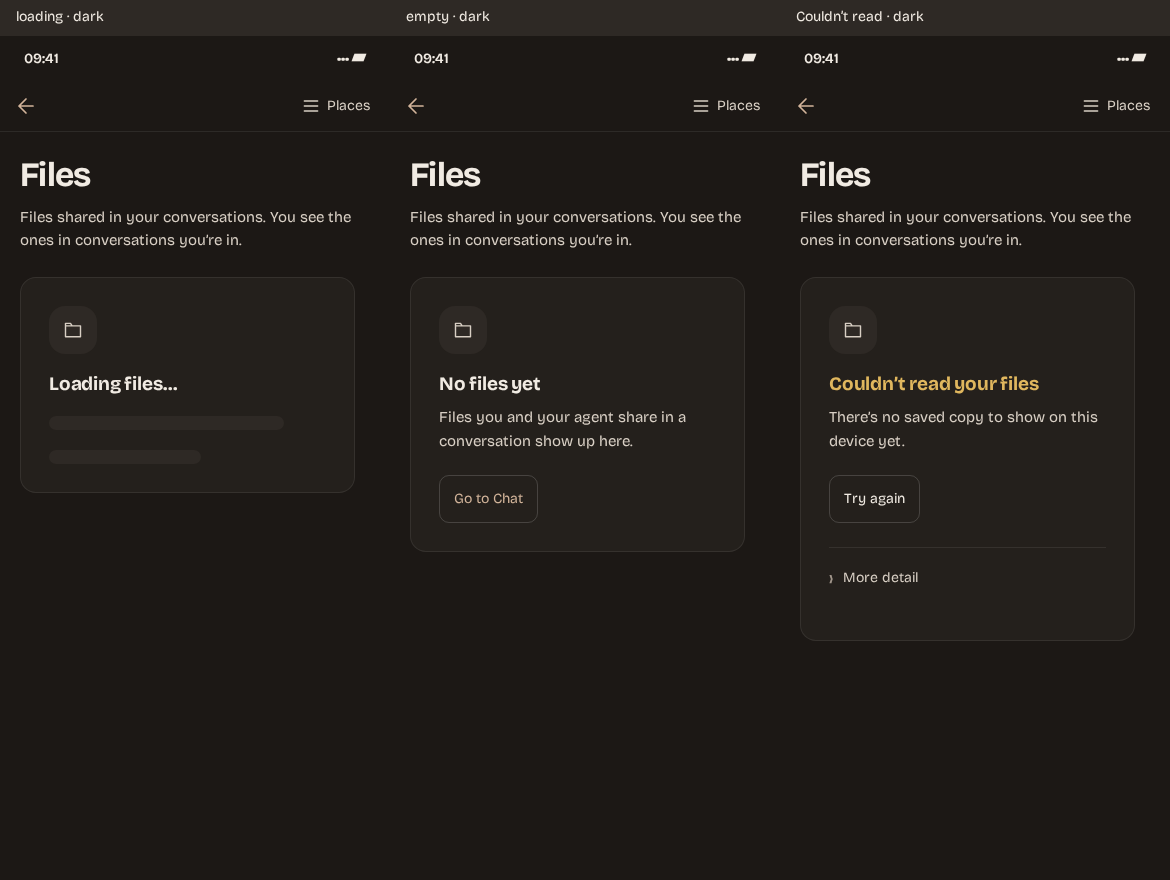 loading · dark
09:41
Places
Files
Files shared in your conversations. You see the
ones in conversations you're in.
Loading files...
empty · dark
09:41
Places
Files
Files shared in your conversations. You see the
ones in conversations you're in.
No files yet
Files you and your agent share in a
conversation show up here.
Go to Chat
Couldn't read · dark
09:41
Places
Files
Files shared in your conversations. You see the
ones in conversations you're in.
Couldn't read your files
There's no saved copy to show on this
device yet.
Try again
More detail